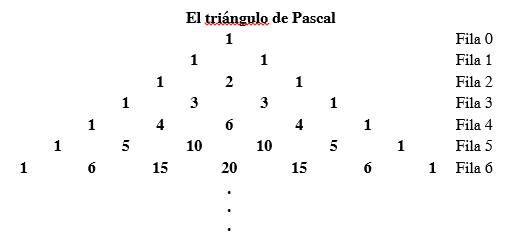 El triángulo de Pascal
1 Fila 0
1 1 Fila 1
1 2 1 Fila 2
1 3 3 1 Fila 3
1 4 6 4 1 Fila 4
1 5 10 10 5 1 Fila 5
1 6 15 20 15 6 1 Fila 6
.
.
.